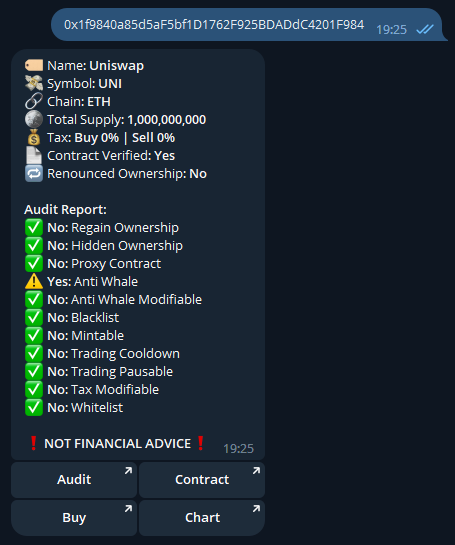 0x1f9840a85d5aF5bf1D1762F925BDADdC4201F984 19:25
Name: Uniswap
Symbol: UNI
Chain: ETH
Total Supply: 1,000,000,000
Tax: Buy 0% | Sell 0%
Contract Verified: Yes
Renounced Ownership: No
Audit Report:
No: Regain Ownership
No: Hidden Ownership
No: Proxy Contract
Yes: Anti Whale
No: Anti Whale Modifiable
No: Blacklist
No: Mintable
No: Trading Cooldown
No: Trading Pausable
No: Tax Modifiable
No: Whitelist
❗ NOT FINANCIAL ADVICE ❗ 19:25
Audit
Contract
Buy
Chart